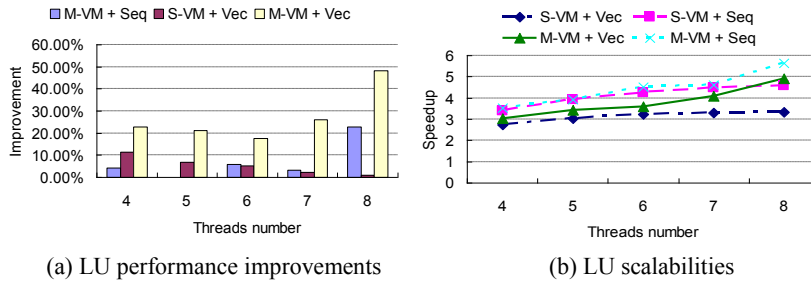 M-VM + Seq S-VM + Vec M-VM + Vec
60.00%
50.00%
40.00%
30.00%
20.00%
10.00%
0.00%
Improvement
4 5 6 7 8
Threads number
(a) LU performance improvements
S-VM + Vec S-VM + Seq
M-VM + Vec M-VM + Seq
6
5
4
3
2
1
0
Speedup
4 5 6 7 8
Threads number
(b) LU scalabilities